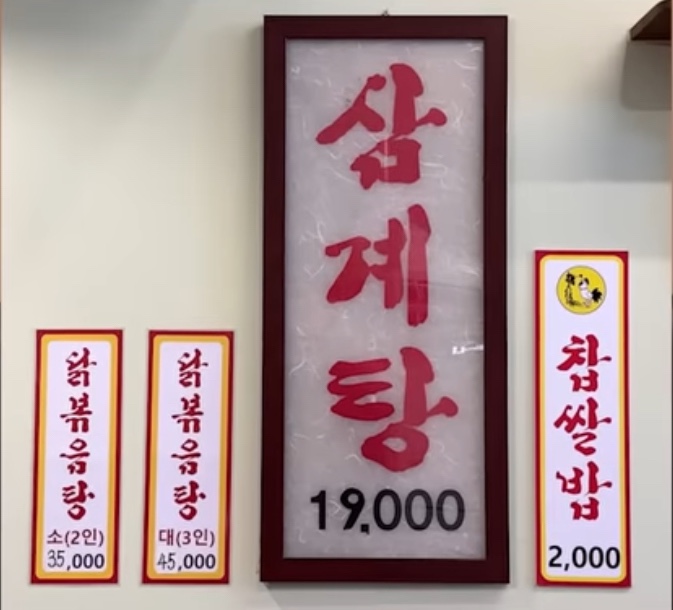 닭볶음탕
소(2인)
35,000
닭볶음탕
대(3인)
45,000
삼계탕
19,000
찹쌀밥
2,000